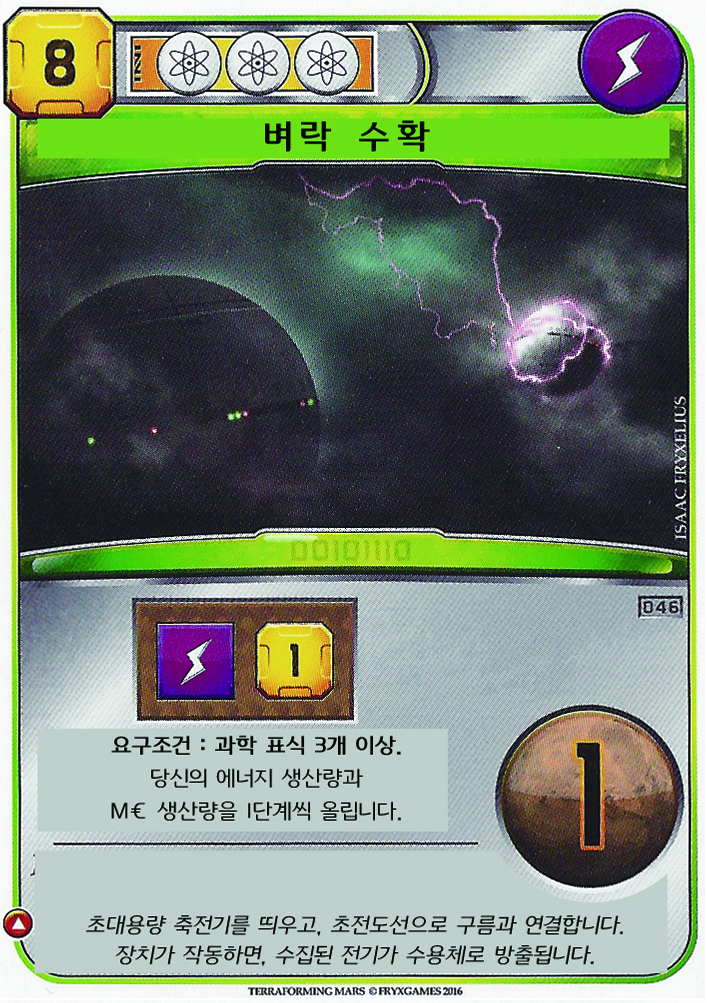 8
벼락 수확
ISAAC FRYXELIUS
00101110
046
1
요구조건 : 과학 표식 3개 이상.
당신의 에너지 생산량과
M€ 생산량을 1단계씩 올립니다.
1
초대용량 축전기를 띄우고, 초전도선으로 구름과 연결합니다.
장치가 작동하면, 수집된 전기가 수용체로 방출됩니다.
TERRAFORMING MARS © FRYXGAMES 2016